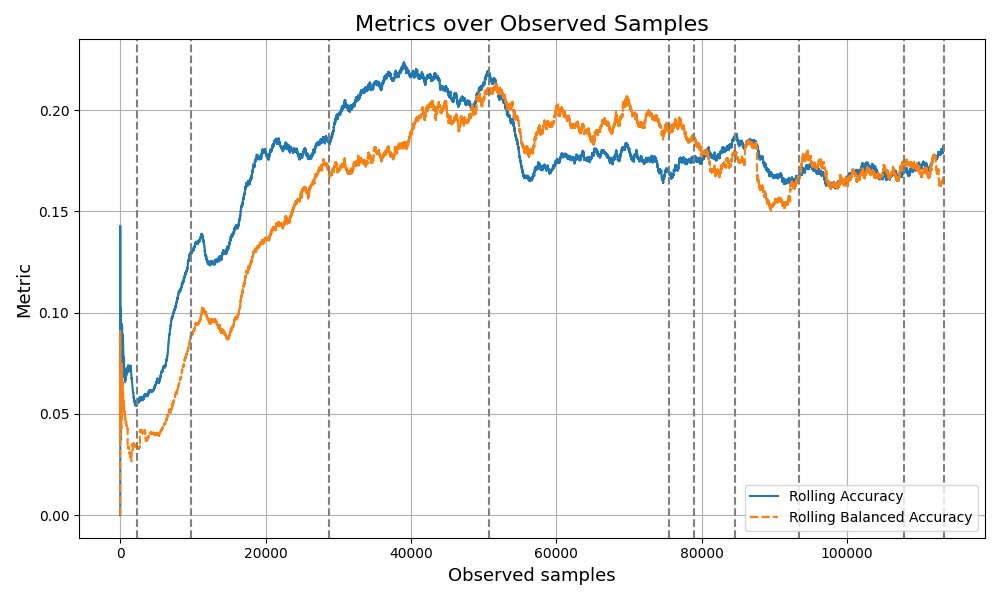 Metrics over Observed Samples
Metric
0.20
0.15
0.10
0.05
0.00
0
20000
40000
60000
80000
100000
Observed samples
Rolling Accuracy
Rolling Balanced Accuracy